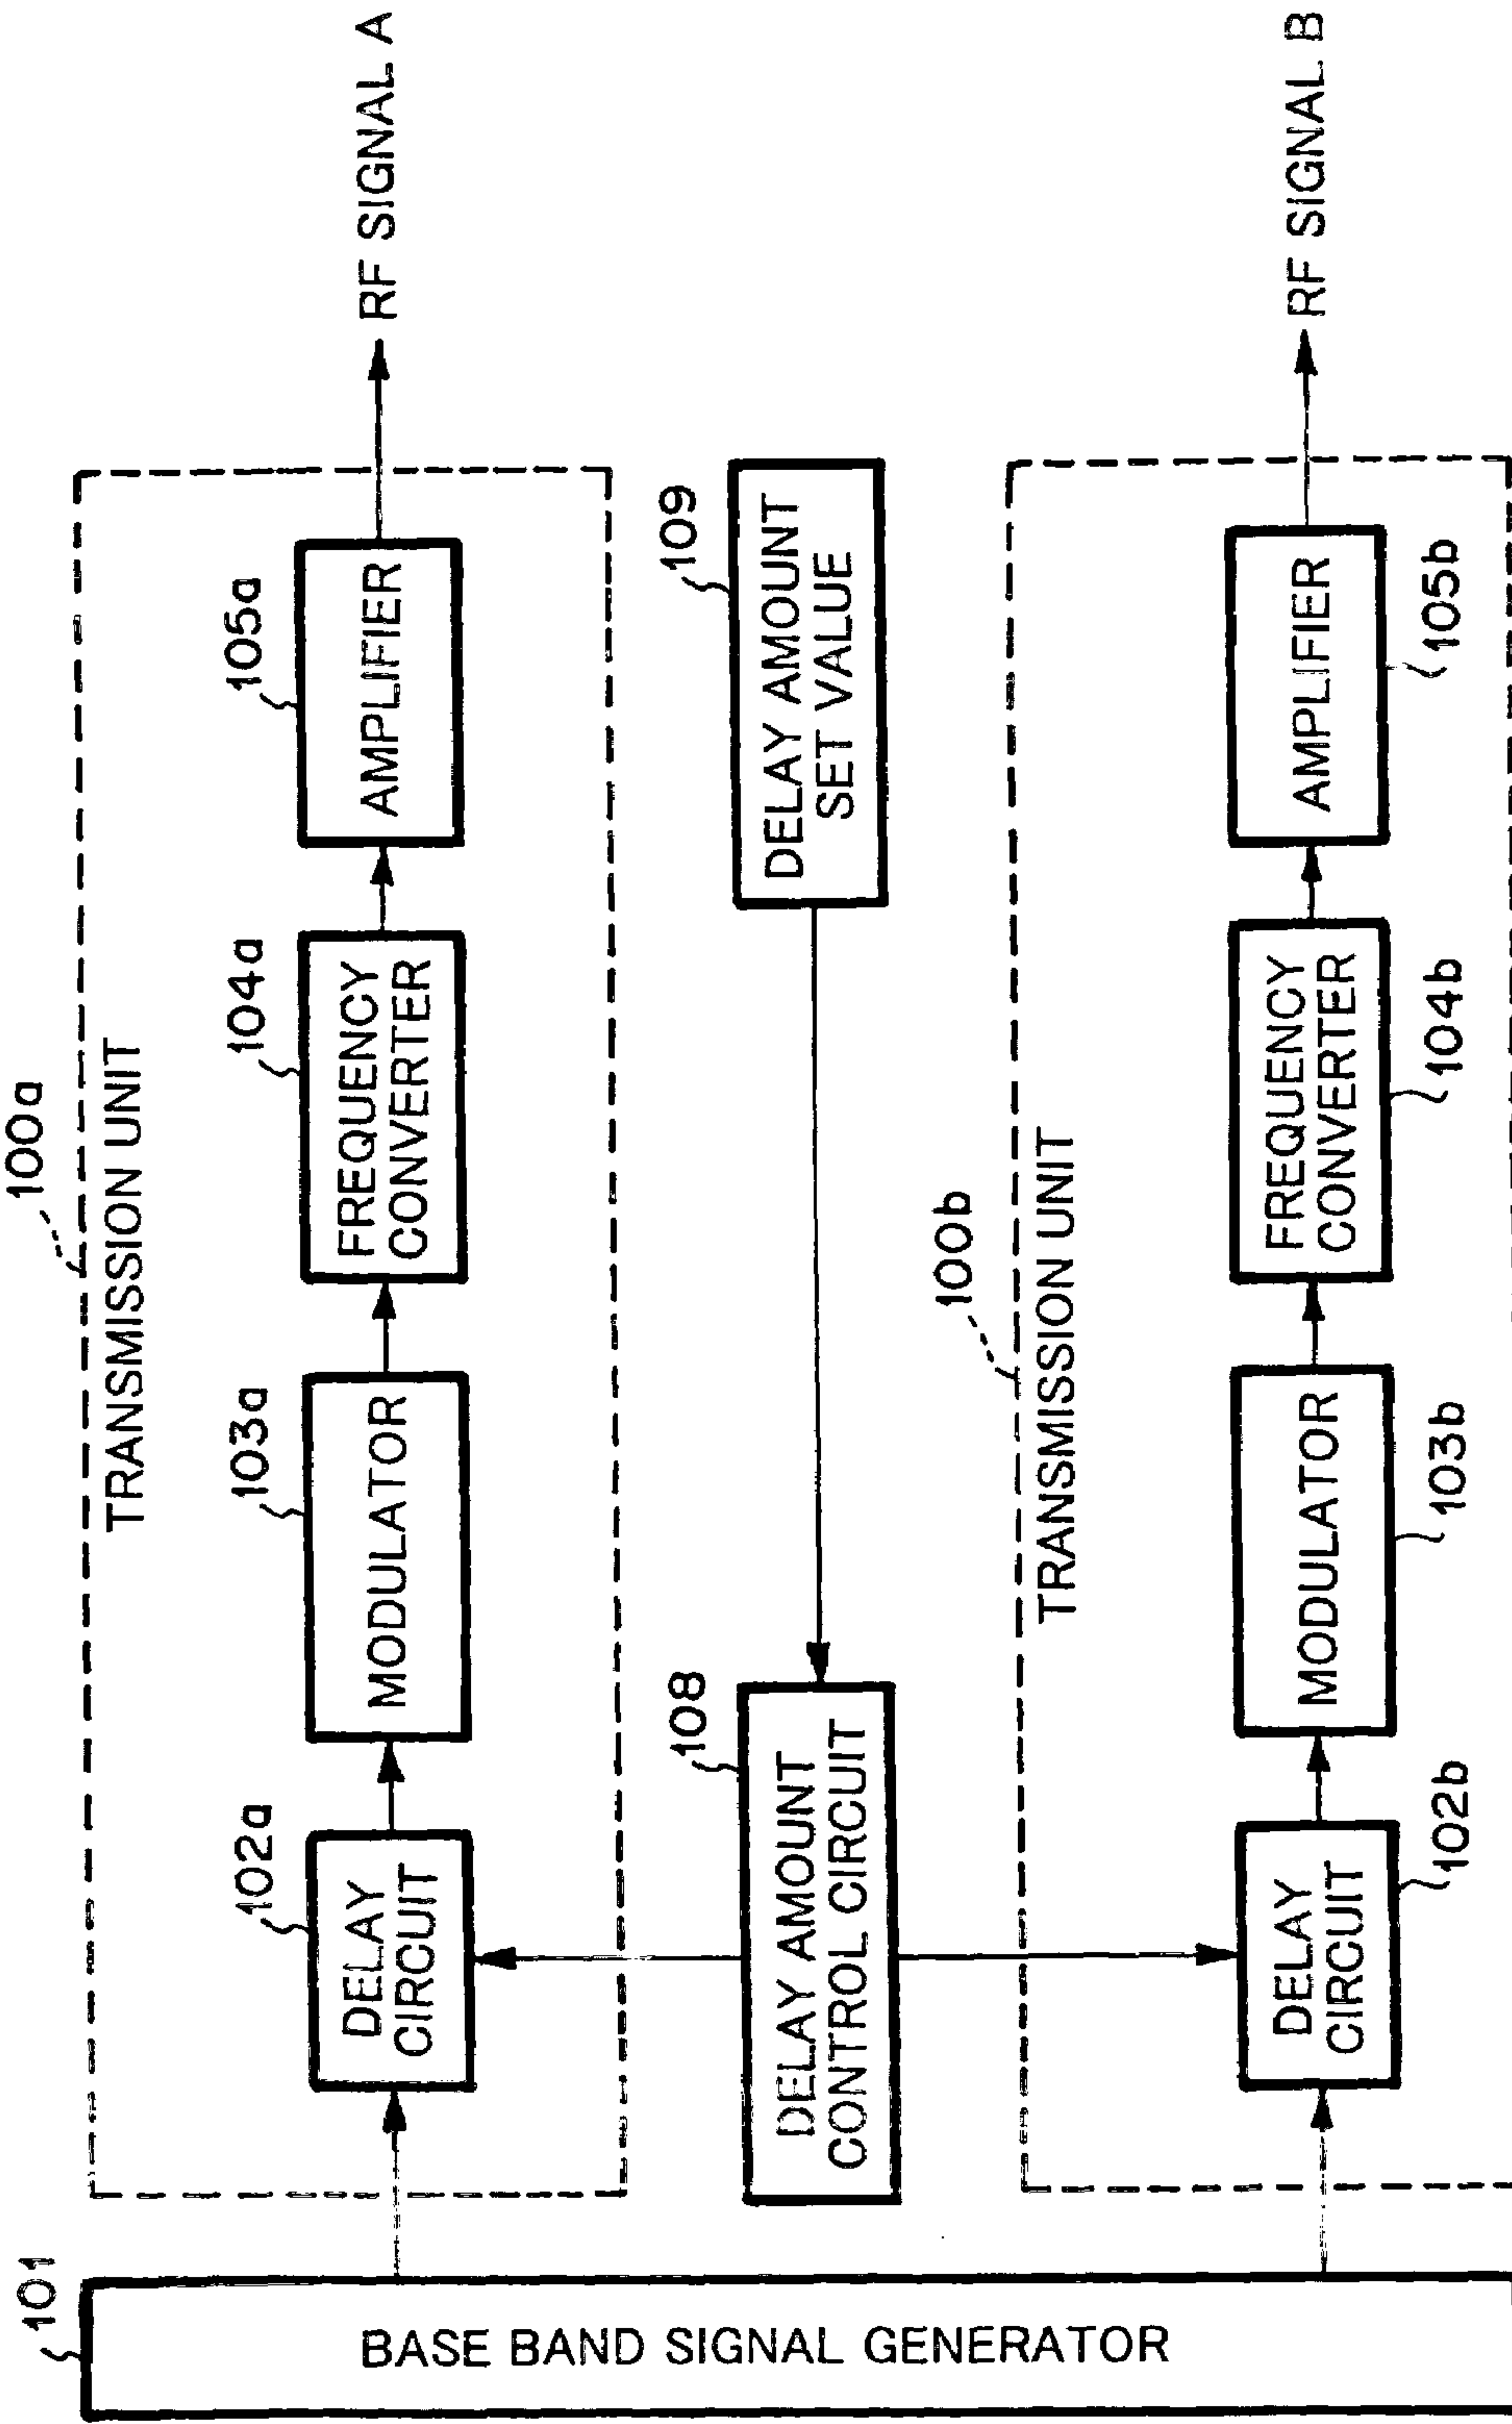 100a
TRANSMISSION UNIT
101
102a
103a
104a
105a
DELAY
CIRCUIT
MODULATOR
FREQUENCY
CONVERTER
AMPLIFIER
RF SIGNAL A
BASE BAND SIGNAL GENERATOR
108
109
DELAY AMOUNT
CONTROL CIRCUIT
DELAY AMOUNT
SET VALUE
100b
TRANSMISSION UNIT
DELAY
CIRCUIT
MODULATOR
FREQUENCY
CONVERTER
AMPLIFIER
RF SIGNAL B
102b
103b
104b
105b